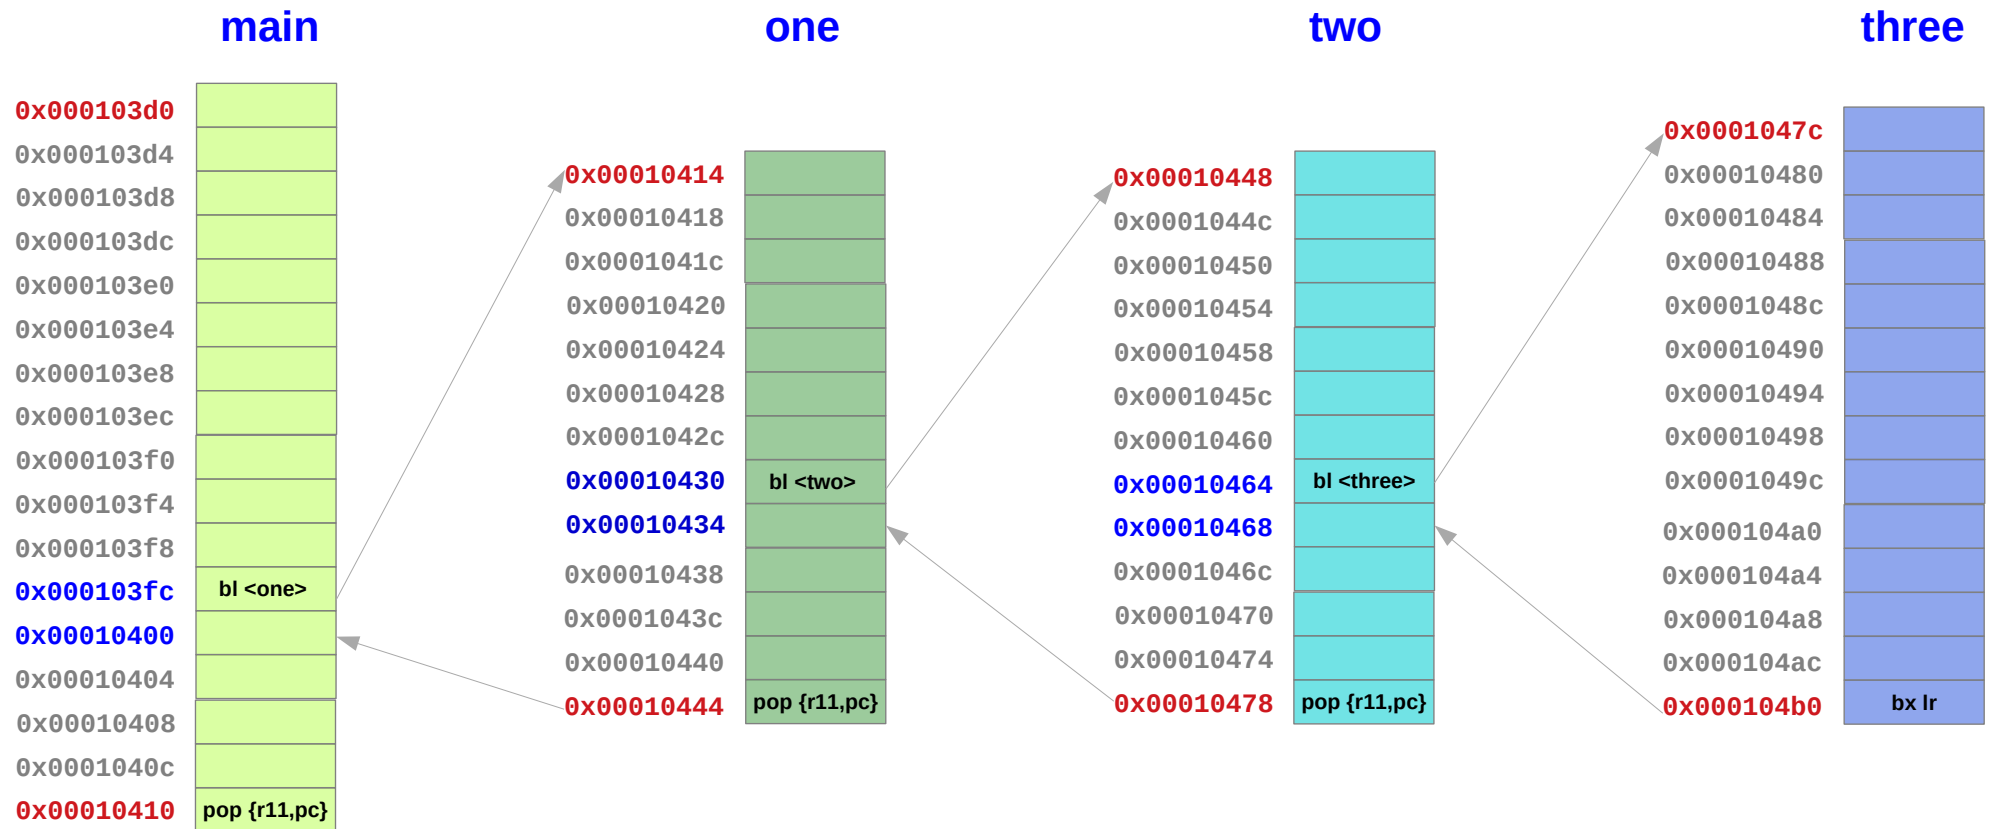 main
0x000103d0
0x000103d4
0x000103d8
0x000103dc
0x000103e0
0x000103e4
0x000103e8
0x000103ec
0x000103f0
0x000103f4
0x000103f8
0x000103fc bl <one>
0x00010400
0x00010404
0x00010408
0x0001040c
0x00010410 pop {r11,pc}
one
0x00010414
0x00010418
0x0001041c
0x00010420
0x00010424
0x00010428
0x0001042c
0x00010430 bl <two>
0x00010434
0x00010438
0x0001043c
0x00010440
0x00010444 pop {r11,pc}
two
0x00010448
0x0001044c
0x00010450
0x00010454
0x00010458
0x0001045c
0x00010460
0x00010464 bl <three>
0x00010468
0x0001046c
0x00010470
0x00010474
0x00010478 pop {r11,pc}
three
0x0001047c
0x00010480
0x00010484
0x00010488
0x0001048c
0x00010490
0x00010494
0x00010498
0x0001049c
0x000104a0
0x000104a4
0x000104a8
0x000104ac
0x000104b0 bx lr